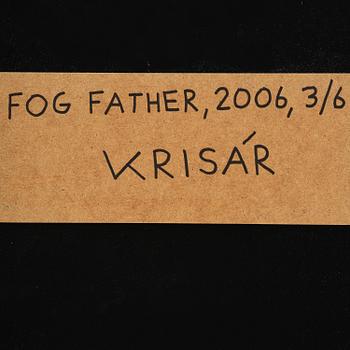 FOG FATHER, 2006, 3/6
KRISÁR